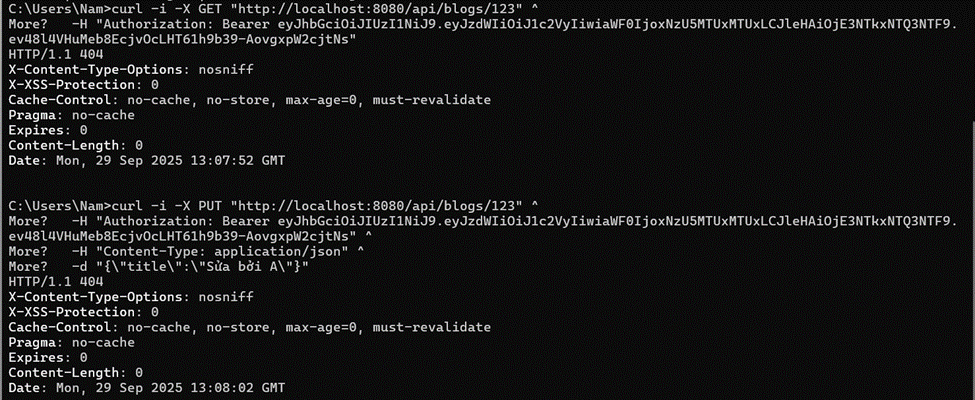 C:\Users\Nam>curl -i -X GET "http://localhost:8080/api/blogs/123" ^
More?   -H "Authorization: Bearer eyJhbGciOiJIUzI1NiJ9.eyJzdWIiOiJ1c2VyIiwiaWF0IjoxNzU5MTUxMTUxLCJleHAiOjE3NTkxNTQ3NTF9.
ev48l4VHuMeb8EcjvOcLHT61h9b39-AovgxpW2cjtNs"
HTTP/1.1 404
X-Content-Type-Options: nosniff
X-XSS-Protection: 0
Cache-Control: no-cache, no-store, max-age=0, must-revalidate
Pragma: no-cache
Expires: 0
Content-Length: 0
Date: Mon, 29 Sep 2025 13:07:52 GMT
C:\Users\Nam>curl -i -X PUT "http://localhost:8080/api/blogs/123" ^
More?   -H "Authorization: Bearer eyJhbGciOiJIUzI1NiJ9.eyJzdWIiOiJ1c2VyIiwiaWF0IjoxNzU5MTUxMTUxLCJleHAiOjE3NTkxNTQ3NTF9.
ev48l4VHuMeb8EcjvOcLHT61h9b39-AovgxpW2cjtNs" ^
More?   -H "Content-Type: application/json" ^
More?   -d "{\"title\":\"Sửa bởi A\"}"
HTTP/1.1 404
X-Content-Type-Options: nosniff
X-XSS-Protection: 0
Cache-Control: no-cache, no-store, max-age=0, must-revalidate
Pragma: no-cache
Expires: 0
Content-Length: 0
Date: Mon, 29 Sep 2025 13:08:02 GMT